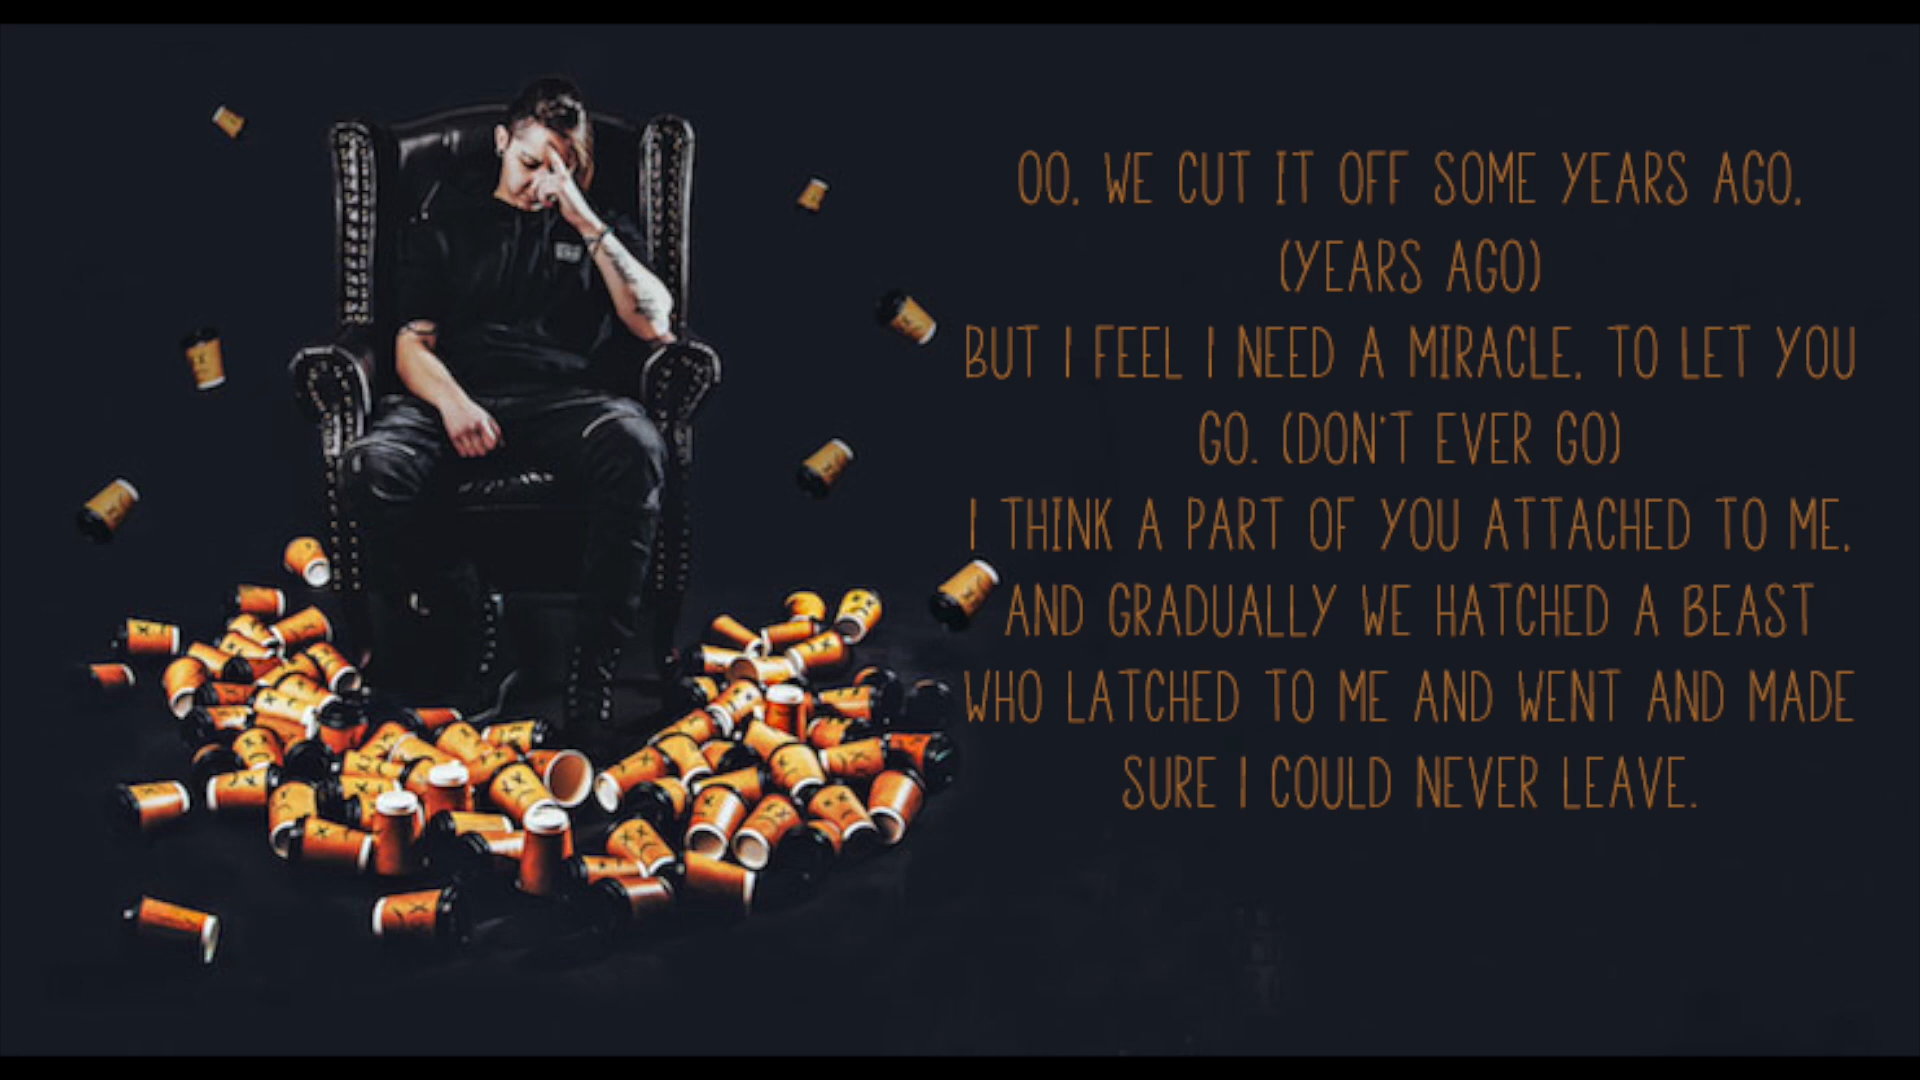 OO, WE CUT IT OFF SOME YEARS AGO,
(YEARS AGO)
BUT I FEEL I NEED A MIRACLE, TO LET YOU
GO. (DON'T EVER GO)
I THINK A PART OF YOU ATTACHED TO ME,
AND GRADUALLY WE HATCHED A BEAST
WHO LATCHED TO ME AND WENT AND MADE
SURE I COULD NEVER LEAVE.